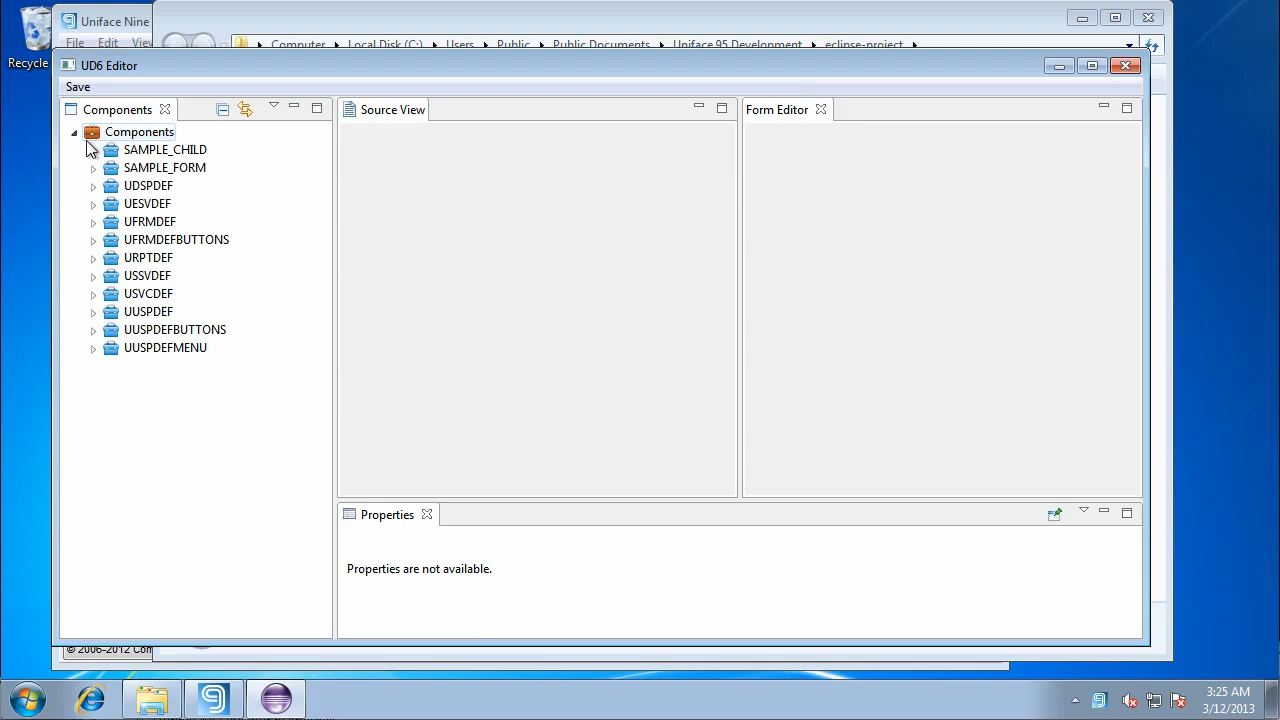 Recycle
Uniface Nine
File Edit View
Computer Local Disk (C:) Users Public Public Documents Uniface 95 Development eclipse-project
UD6 Editor
Save
Components
Components
SAMPLE_CHILD
SAMPLE_FORM
UDSPDEF
UESVDEF
UFRMDEF
UFRMDEFBUTTONS
URPTDEF
USSVDEF
USVCDEF
UUSPDEF
UUSPDEFBUTTONS
UUSPDEFMENU
Source View
Form Editor
Properties
Properties are not available.
© 2006-2012 Com
3:25 AM
3/12/2013